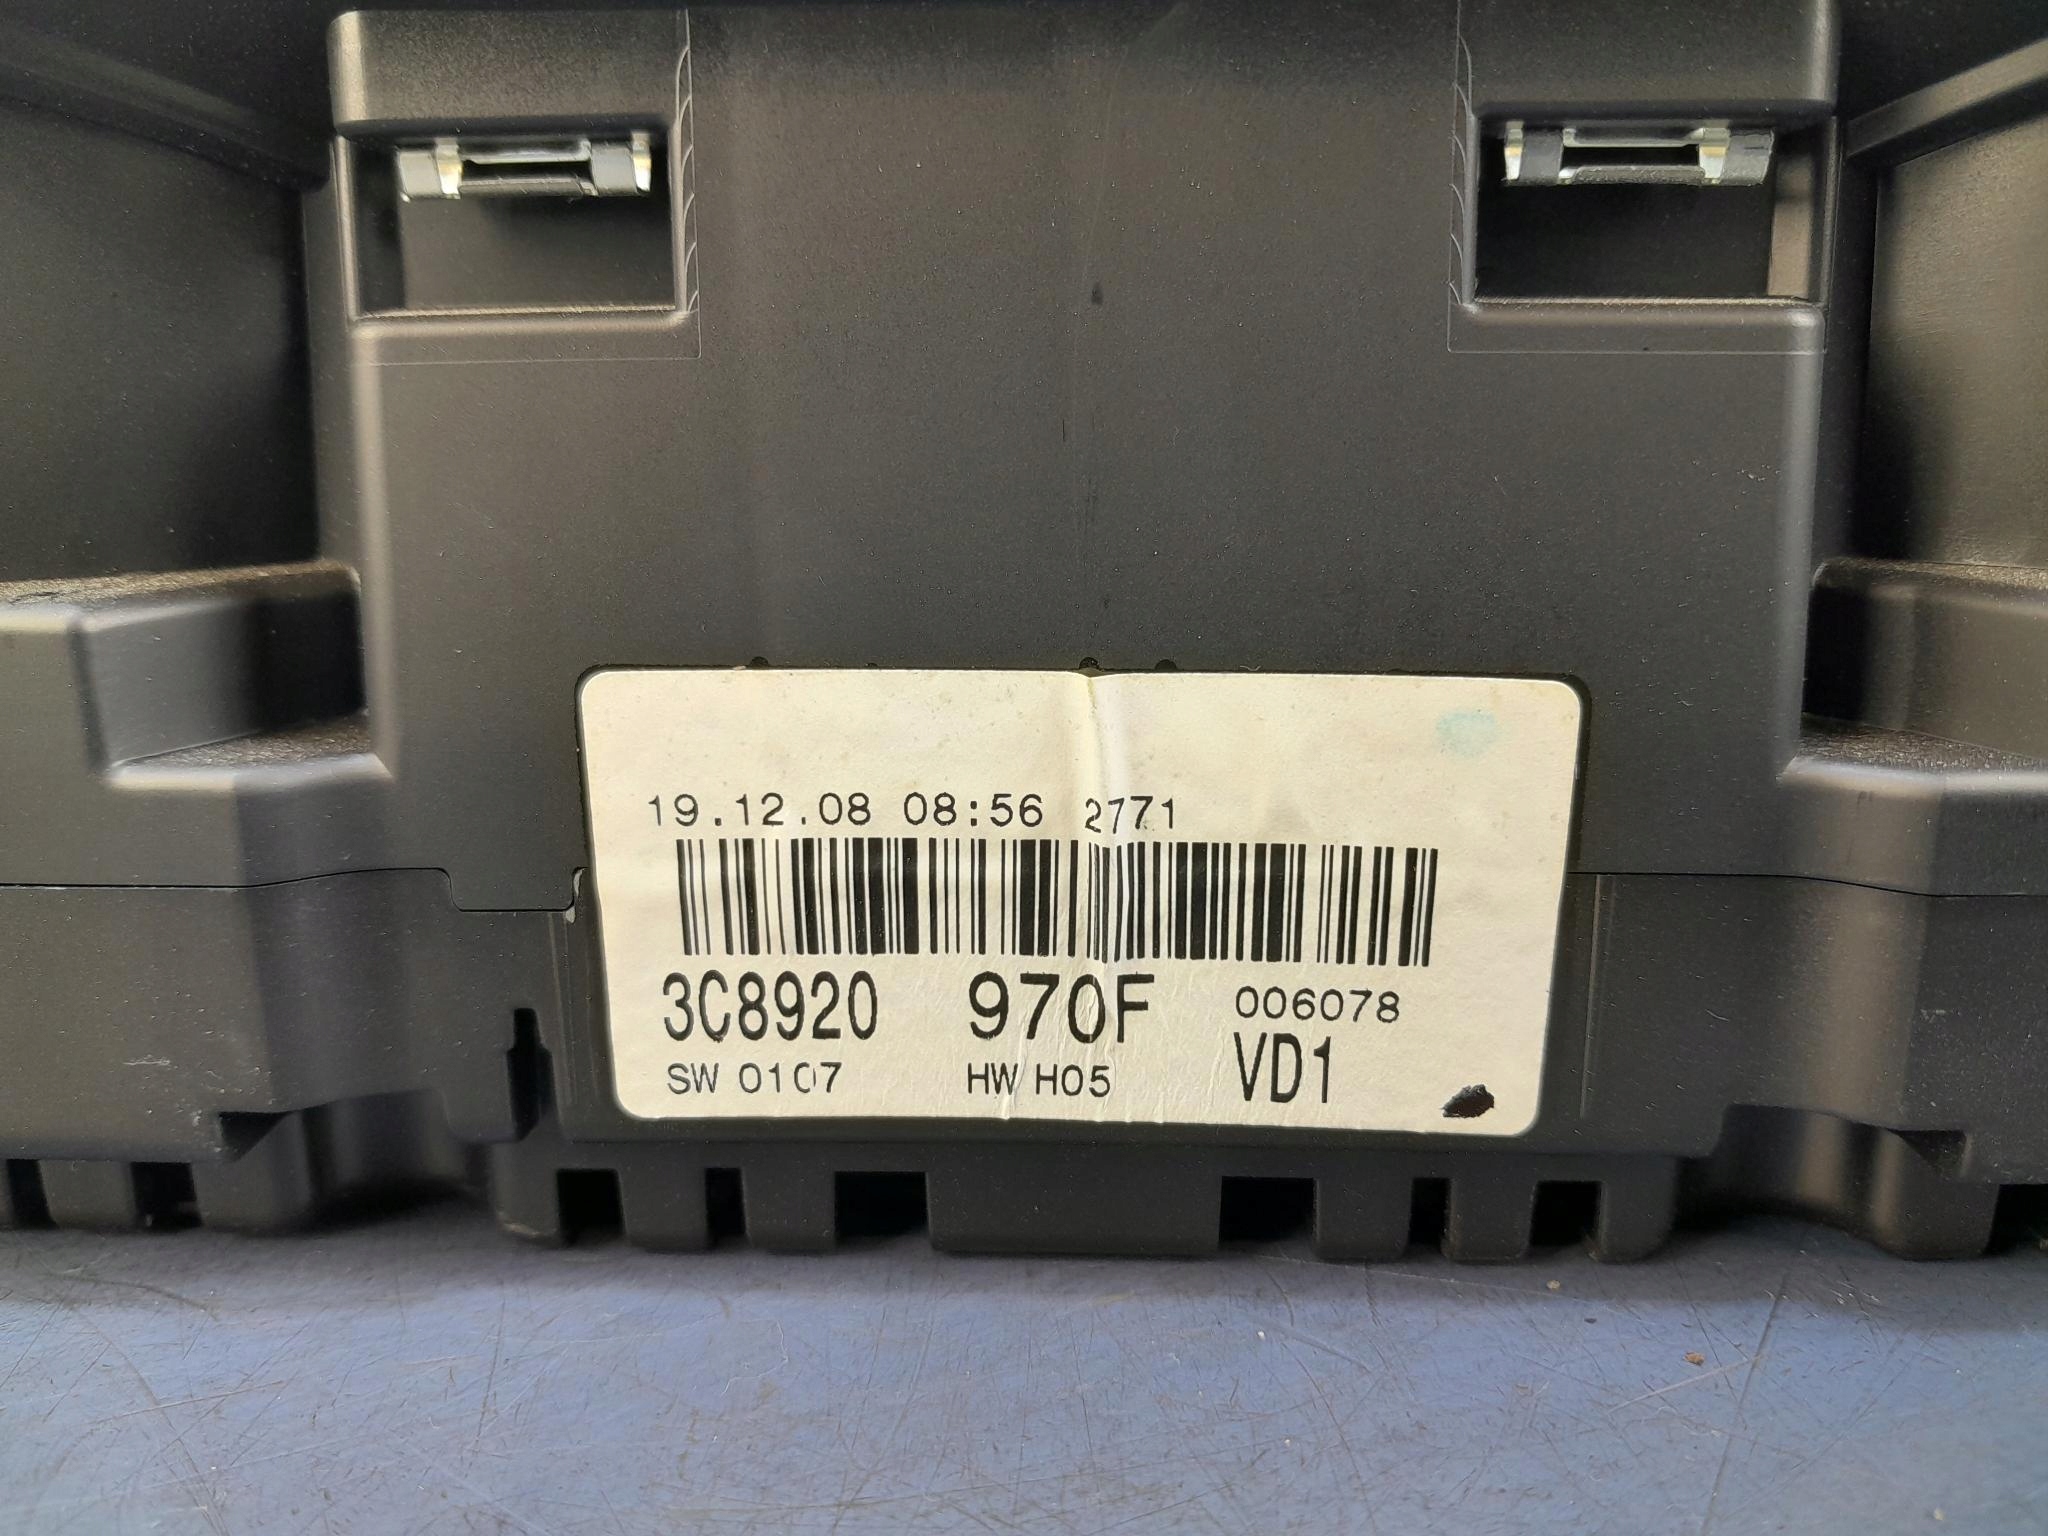 19.12.08 08:56 2771
3C8920 970F 006078
SW 0107 HW H05 VD1